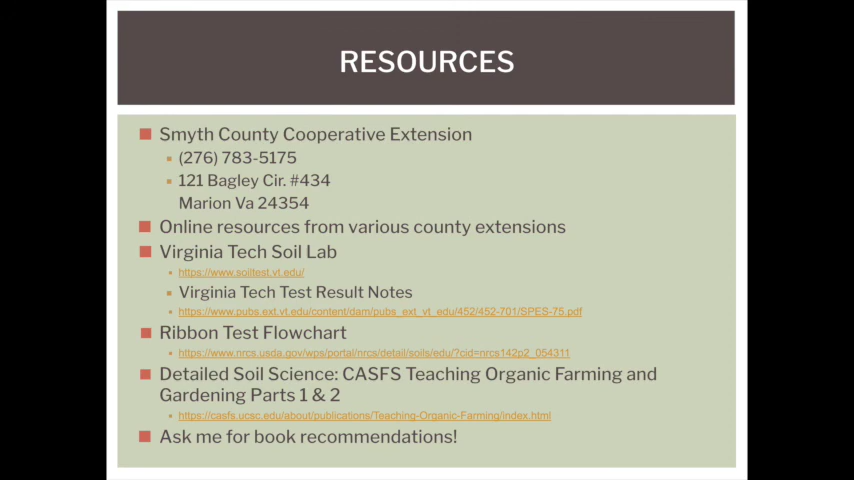 RESOURCES
Smyth County Cooperative Extension
(276) 783-5175
121 Bagley Cir. #434
Marion Va 24354
Online resources from various county extensions
Virginia Tech Soil Lab
https://www.soiltest.vt.edu/
Virginia Tech Test Result Notes
https://www.pubs.ext.vt.edu/content/dam/pubs_ext_vt_edu/452/452-701/SPES-75.pdf
Ribbon Test Flowchart
https://www.nrcs.usda.gov/wps/portal/nrcs/detail/soils/edu/?cid=nrcs142p2_054311
Detailed Soil Science: CASFS Teaching Organic Farming and
Gardening Parts 1 & 2
https://casfs.ucsc.edu/about/publications/Teaching-Organic-Farming/index.html
Ask me for book recommendations!